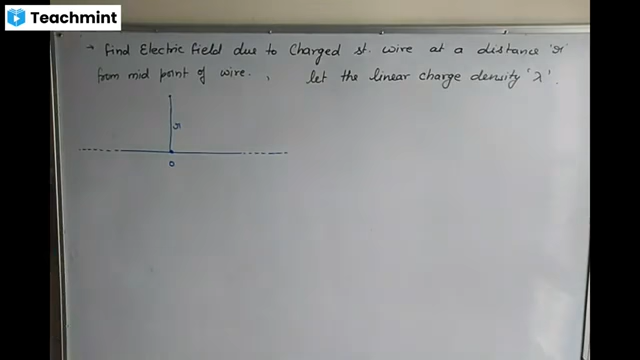 Teachmint
→ Find Electric field due to Charged st. wire at a distance 'r'
from mid point of wire. , let the linear charge density 'λ'.
r
o